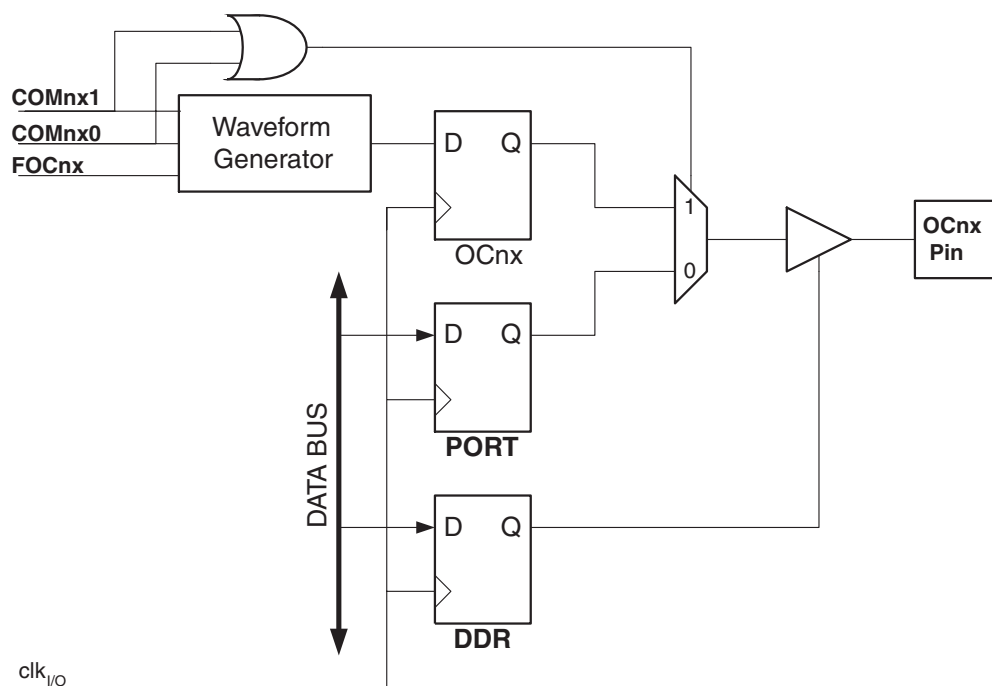 COMnx1
COMnx0
FOCnx
Waveform
Generator
D Q
OCnx
1
0
OCnx
Pin
D Q
PORT
DATA BUS
D Q
DDR
clkI/O